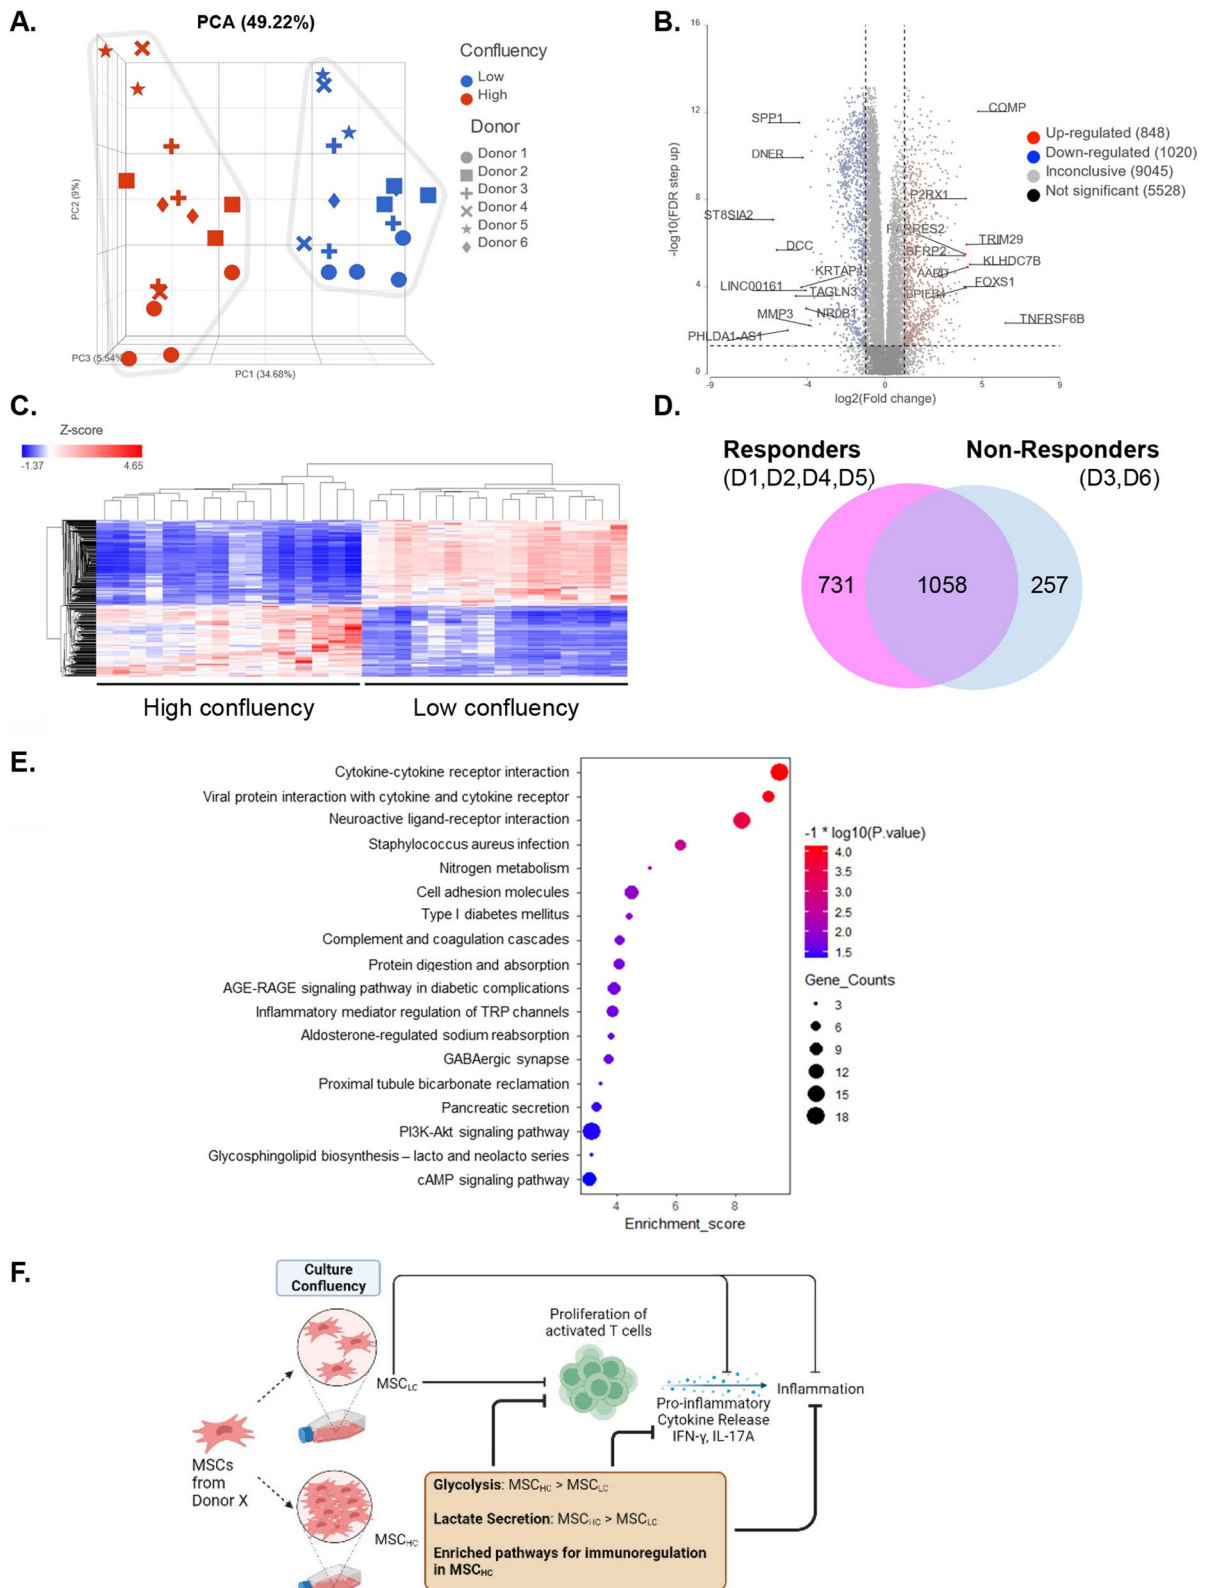 A.
PCA (49.22%)
PC2 (9%)
PC3 (5.54%)
PC1 (34.68%)
Confluency
Low
High
Donor
Donor 1
Donor 2
Donor 3
Donor 4
Donor 5
Donor 6
B.
-log10(FDR step up)
16
12
8
4
0
-9
-4
0
5
9
log2(Fold change)
SPP1
DNER
ST8SIA2
DCC
KRTAP4
LINC00161
TAGLN3
MMP3
NR0B1
PHLDA1-AS1
COMP
P2RX1
RARRES2
TRIM29
SFRP2
KLHDC7B
AARD
FOXS1
BPIFB4
TNFRSF6B
Up-regulated (848)
Down-regulated (1020)
Inconclusive (9045)
Not significant (5528)
C.
Z-score
-1.37
4.65
High confluency
Low confluency
D.
Responders
(D1,D2,D4,D5)
Non-Responders
(D3,D6)
731
1058
257
E.
Cytokine-cytokine receptor interaction
Viral protein interaction with cytokine and cytokine receptor
Neuroactive ligand-receptor interaction
Staphylococcus aureus infection
Nitrogen metabolism
Cell adhesion molecules
Type I diabetes mellitus
Complement and coagulation cascades
Protein digestion and absorption
AGE-RAGE signaling pathway in diabetic complications
Inflammatory mediator regulation of TRP channels
Aldosterone-regulated sodium reabsorption
GABAergic synapse
Proximal tubule bicarbonate reclamation
Pancreatic secretion
PI3K-Akt signaling pathway
Glycosphingolipid biosynthesis – lacto and neolacto series
cAMP signaling pathway
4
6
8
Enrichment_score
-1 * log10(P.value)
4.0
3.5
3.0
2.5
2.0
1.5
Gene_Counts
3
6
9
12
15
18
F.
Culture
Confluency
MSCs
from
Donor X
MSC_LC
MSC_HC
Proliferation of
activated T cells
Pro-inflammatory
Cytokine Release
IFN-γ, IL-17A
Inflammation
Glycolysis: MSC_HC > MSC_LC
Lactate Secretion: MSC_HC > MSC_LC
Enriched pathways for immunoregulation
in MSC_HC